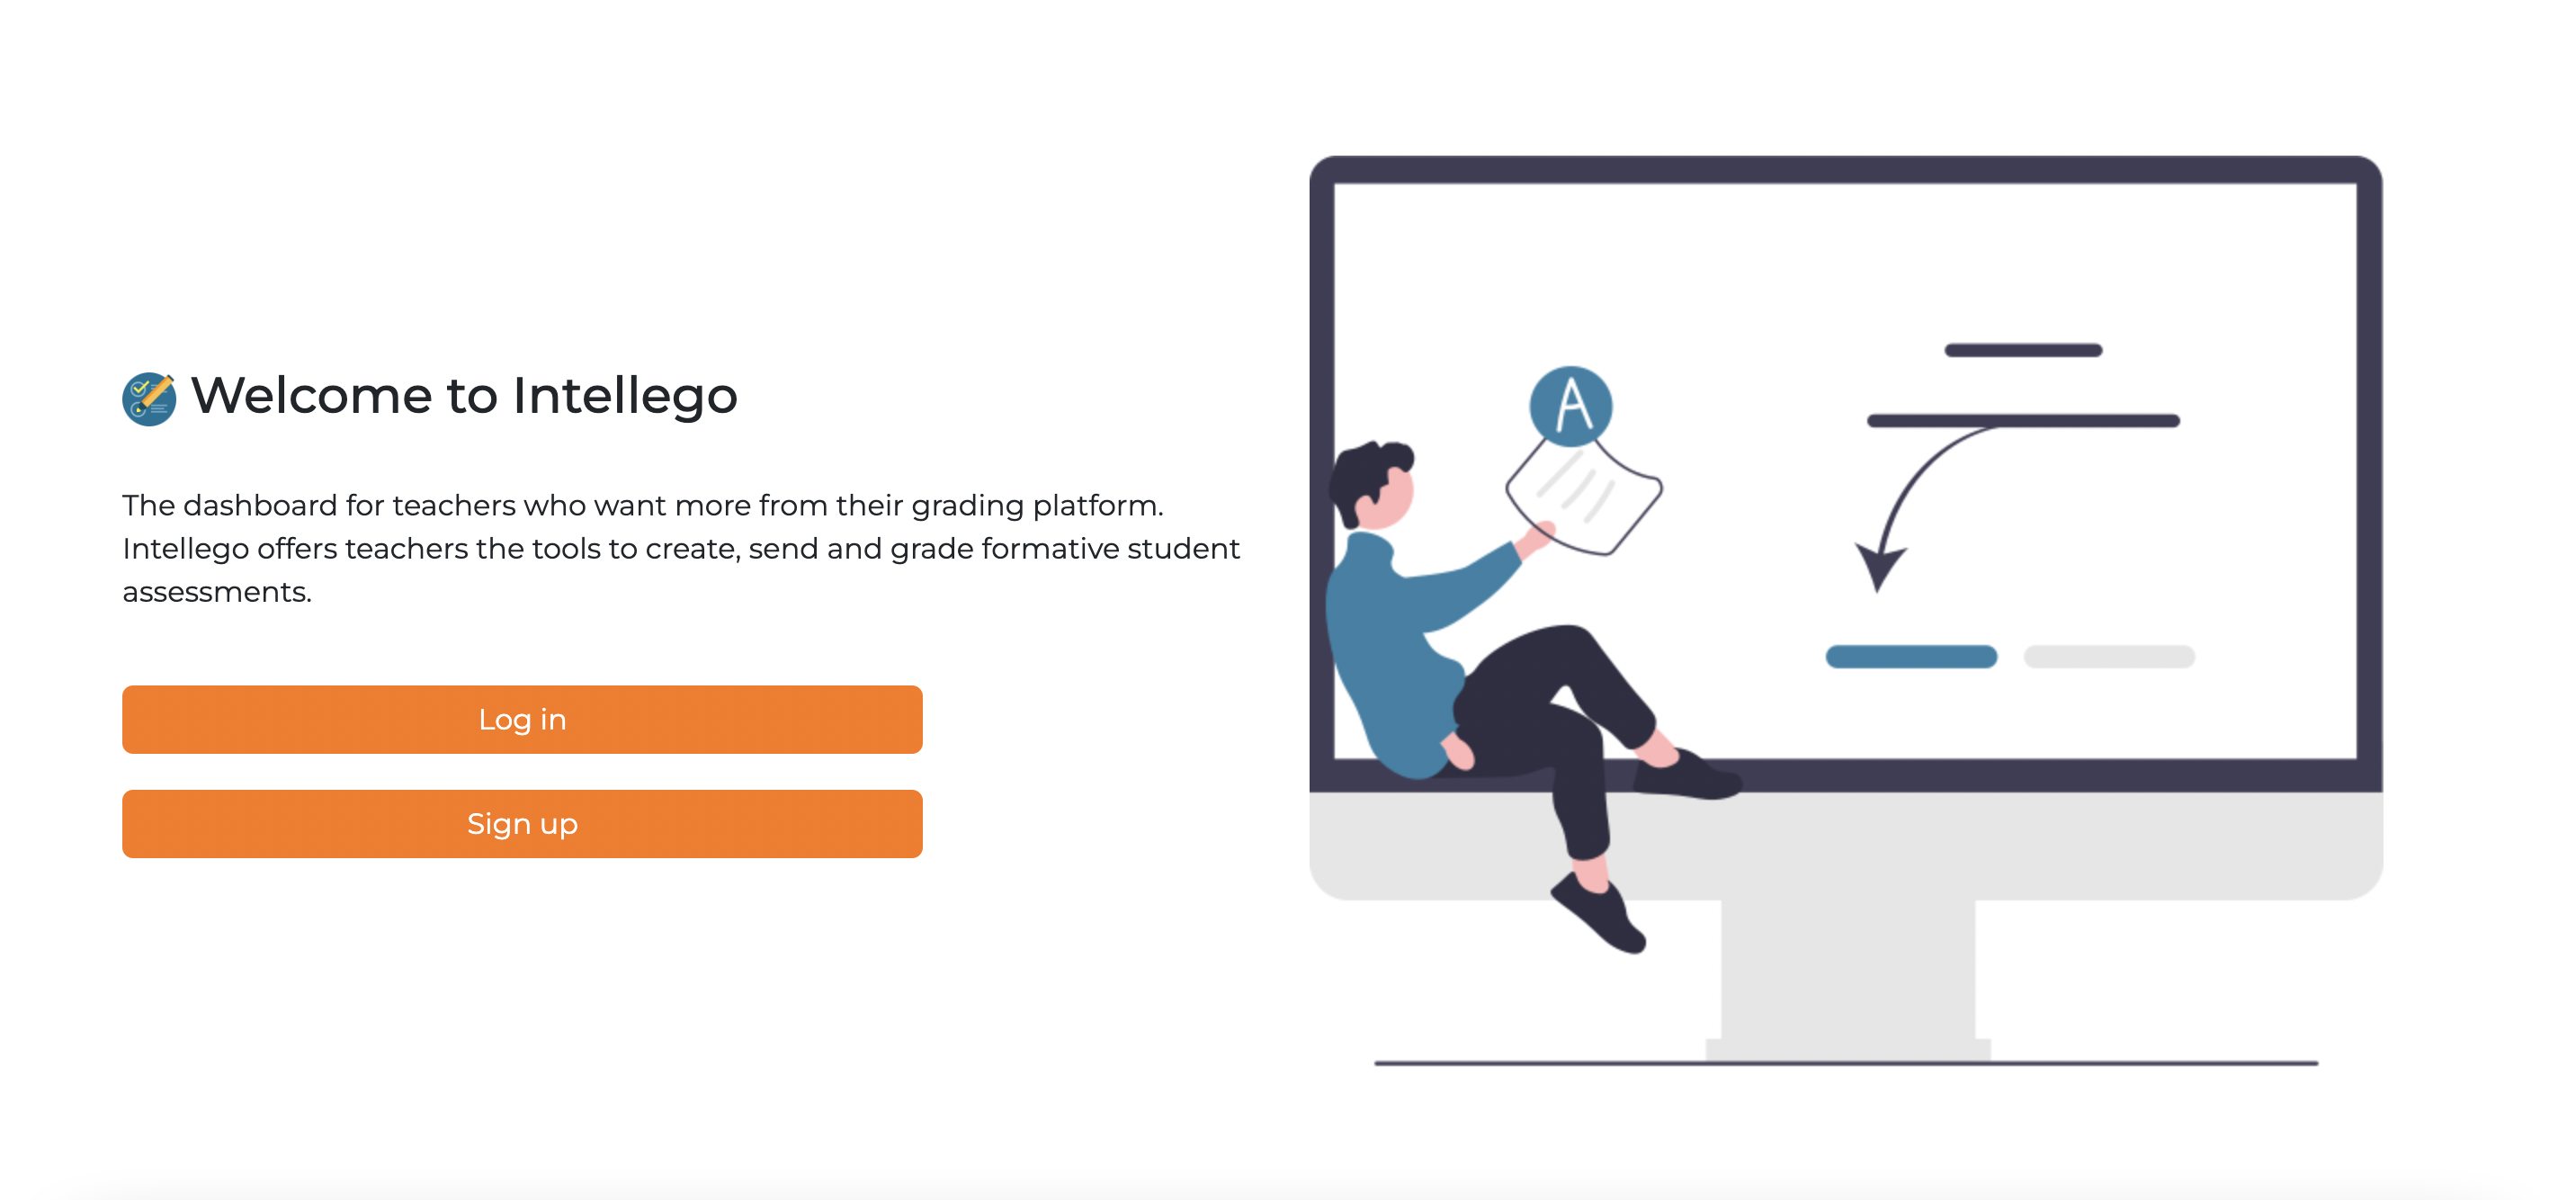 Welcome to Intellego
The dashboard for teachers who want more from their grading platform.
Intellego offers teachers the tools to create, send and grade formative student
assessments.
Log in
Sign up
A